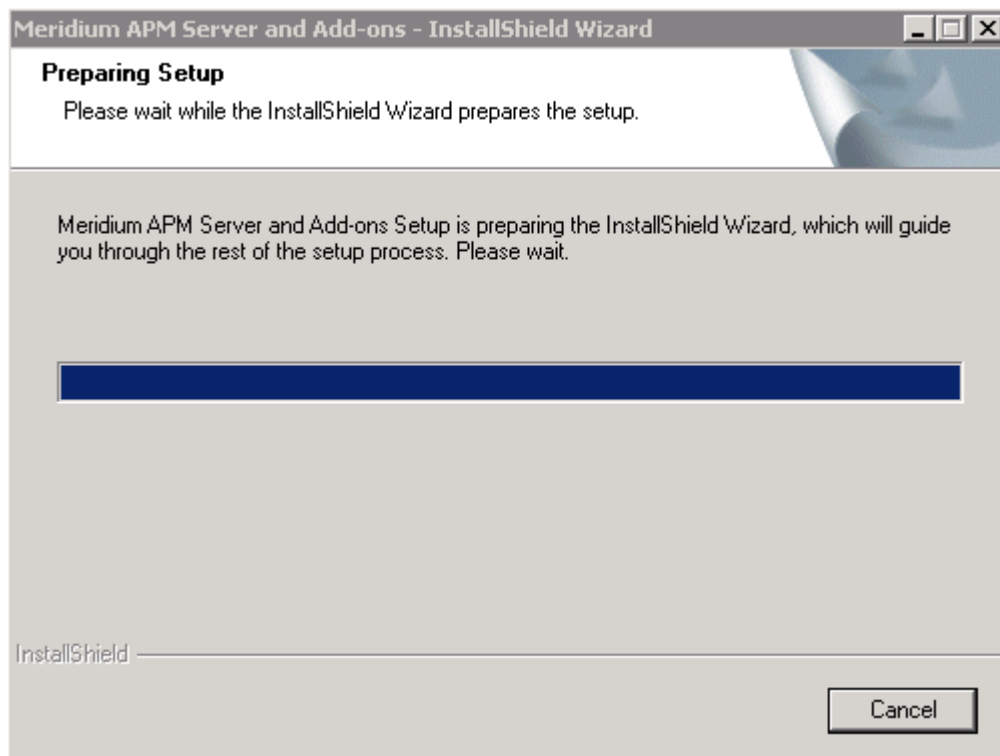 Meridium APM Server and Add-ons - InstallShield Wizard
Preparing Setup
Please wait while the InstallShield Wizard prepares the setup.
Meridium APM Server and Add-ons Setup is preparing the InstallShield Wizard, which will guide
you through the rest of the setup process. Please wait.
InstallShield
Cancel